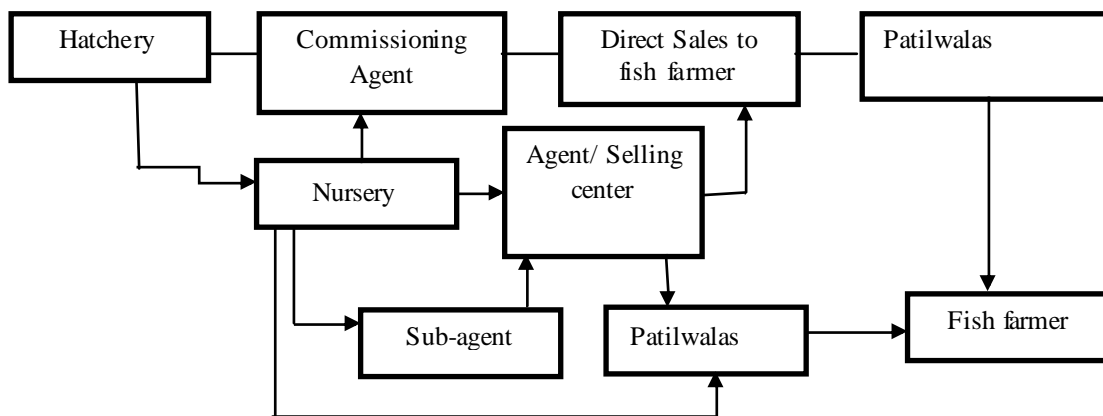 Hatchery
Commissioning
Agent
Direct Sales to
fish farmer
Patilwalas
Agent/ Selling
center
Nursery
Sub-agent
Patilwalas
Fish farmer